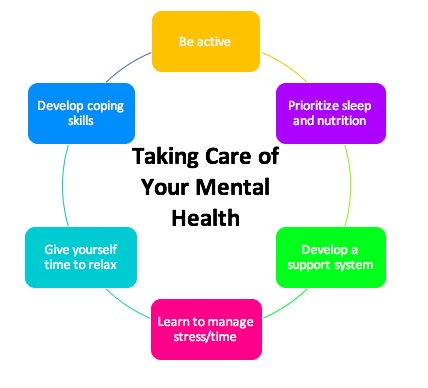 Be active
Develop coping
skills
Prioritize sleep
and nutrition
Taking Care of
Your Mental
Health
Give yourself
time to relax
Develop a
support system
Learn to manage
stress/time